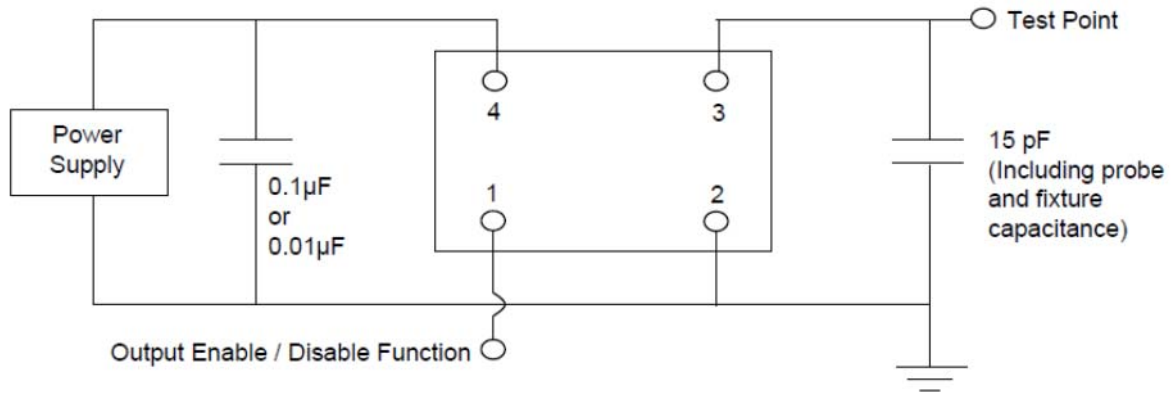 Test Point
4
3
Power
Supply
15 pF
(Including probe
and fixture
capacitance)
0.1µF
or
0.01µF
1
2
Output Enable / Disable Function